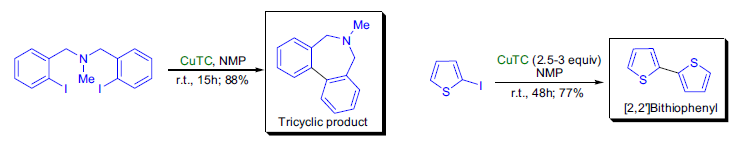 N
Me
I
I
CuTC, NMP
r.t., 15h; 88%
N
Me
Tricyclic product
S
I
CuTC (2.5-3 equiv)
NMP
r.t., 48h; 77%
S
S
[2,2']Bithiophenyl